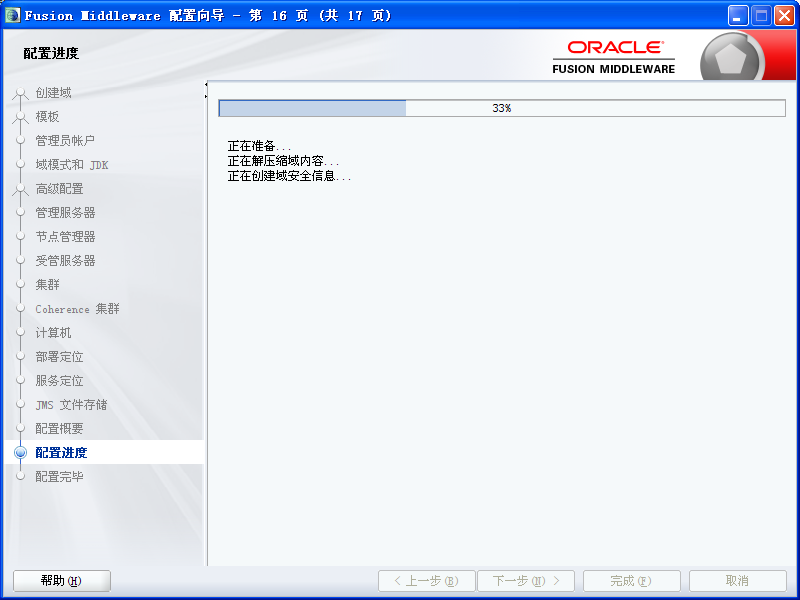 Fusion Middleware 配置向导 - 第 16 页 (共 17 页)
配置进度
ORACLE
FUSION MIDDLEWARE
创建域
模板
管理员帐户
域模式和 JDK
高级配置
管理服务器
节点管理器
受管服务器
集群
Coherence 集群
计算机
部署定位
服务定位
JMS 文件存储
配置概要
配置进度
配置完毕
33%
正在准备...
正在解压缩域内容...
正在创建域安全信息...
帮助(H)
< 上一步(B)
下一步(N) >
完成(F)
取消